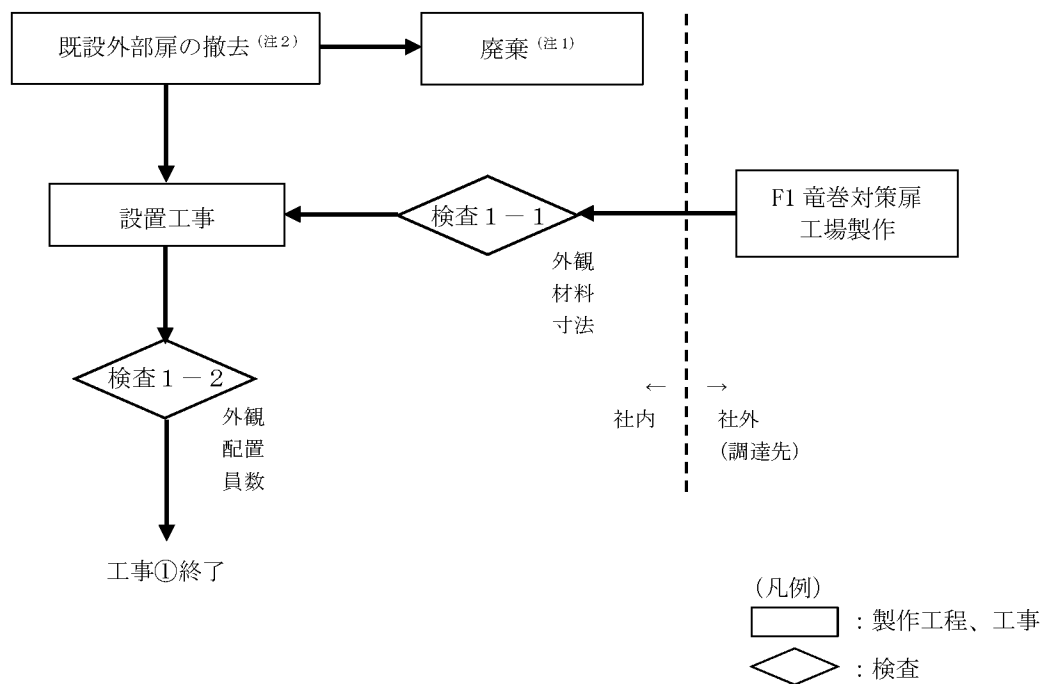 既設外部扉の撤去（注２）
廃棄（注１）
設置工事
検査１－１
F1 竜巻対策扉
工場製作
外観
材料
寸法
検査１－２
外観
配置
員数
← →
社内 社外
(調達先)
工事①終了
(凡例)
：製作工程、工事
：検査